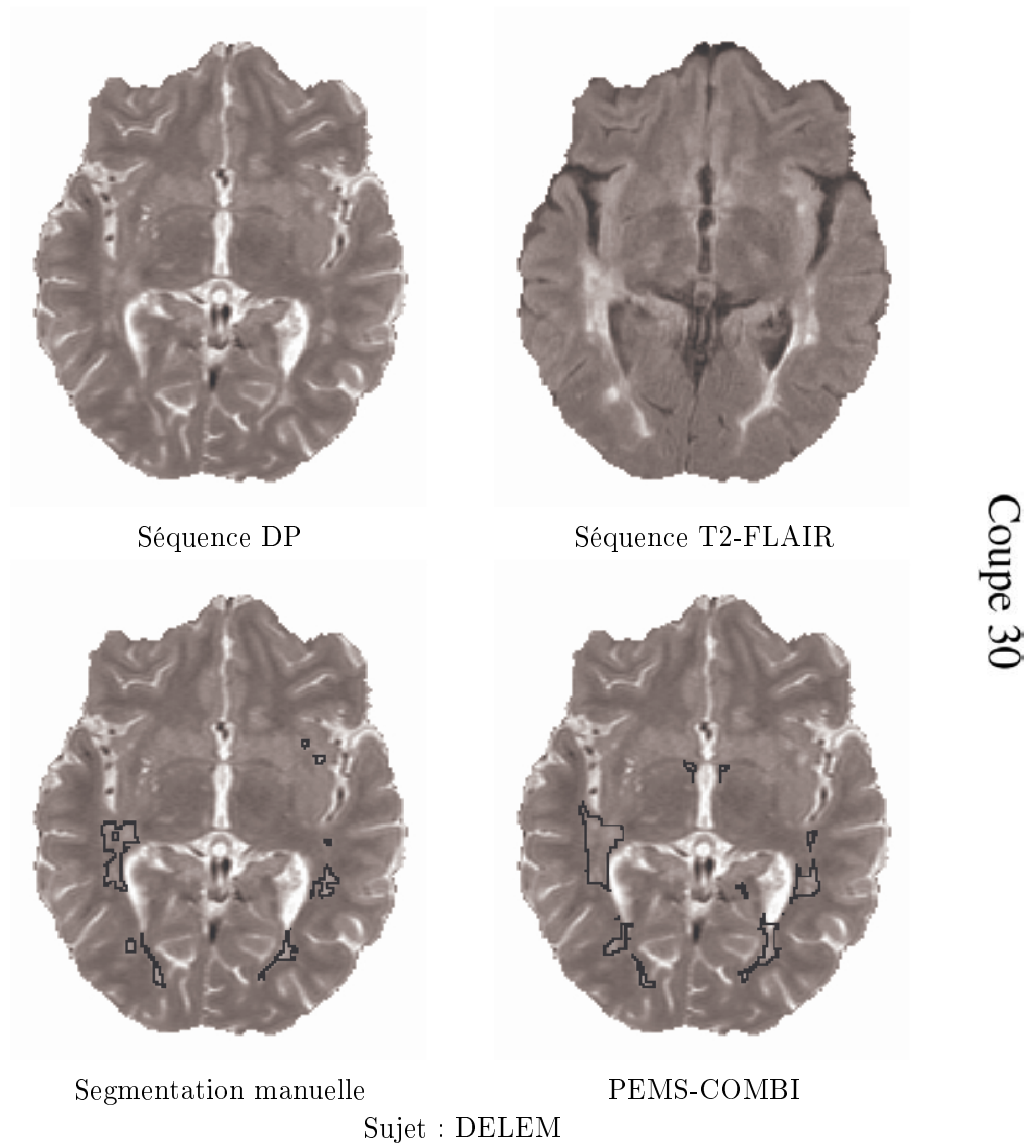 Séquence DP
Séquence T2-FLAIR
Coupe 30
Segmentation manuelle
PEMS-COMBI
Sujet : DELEM